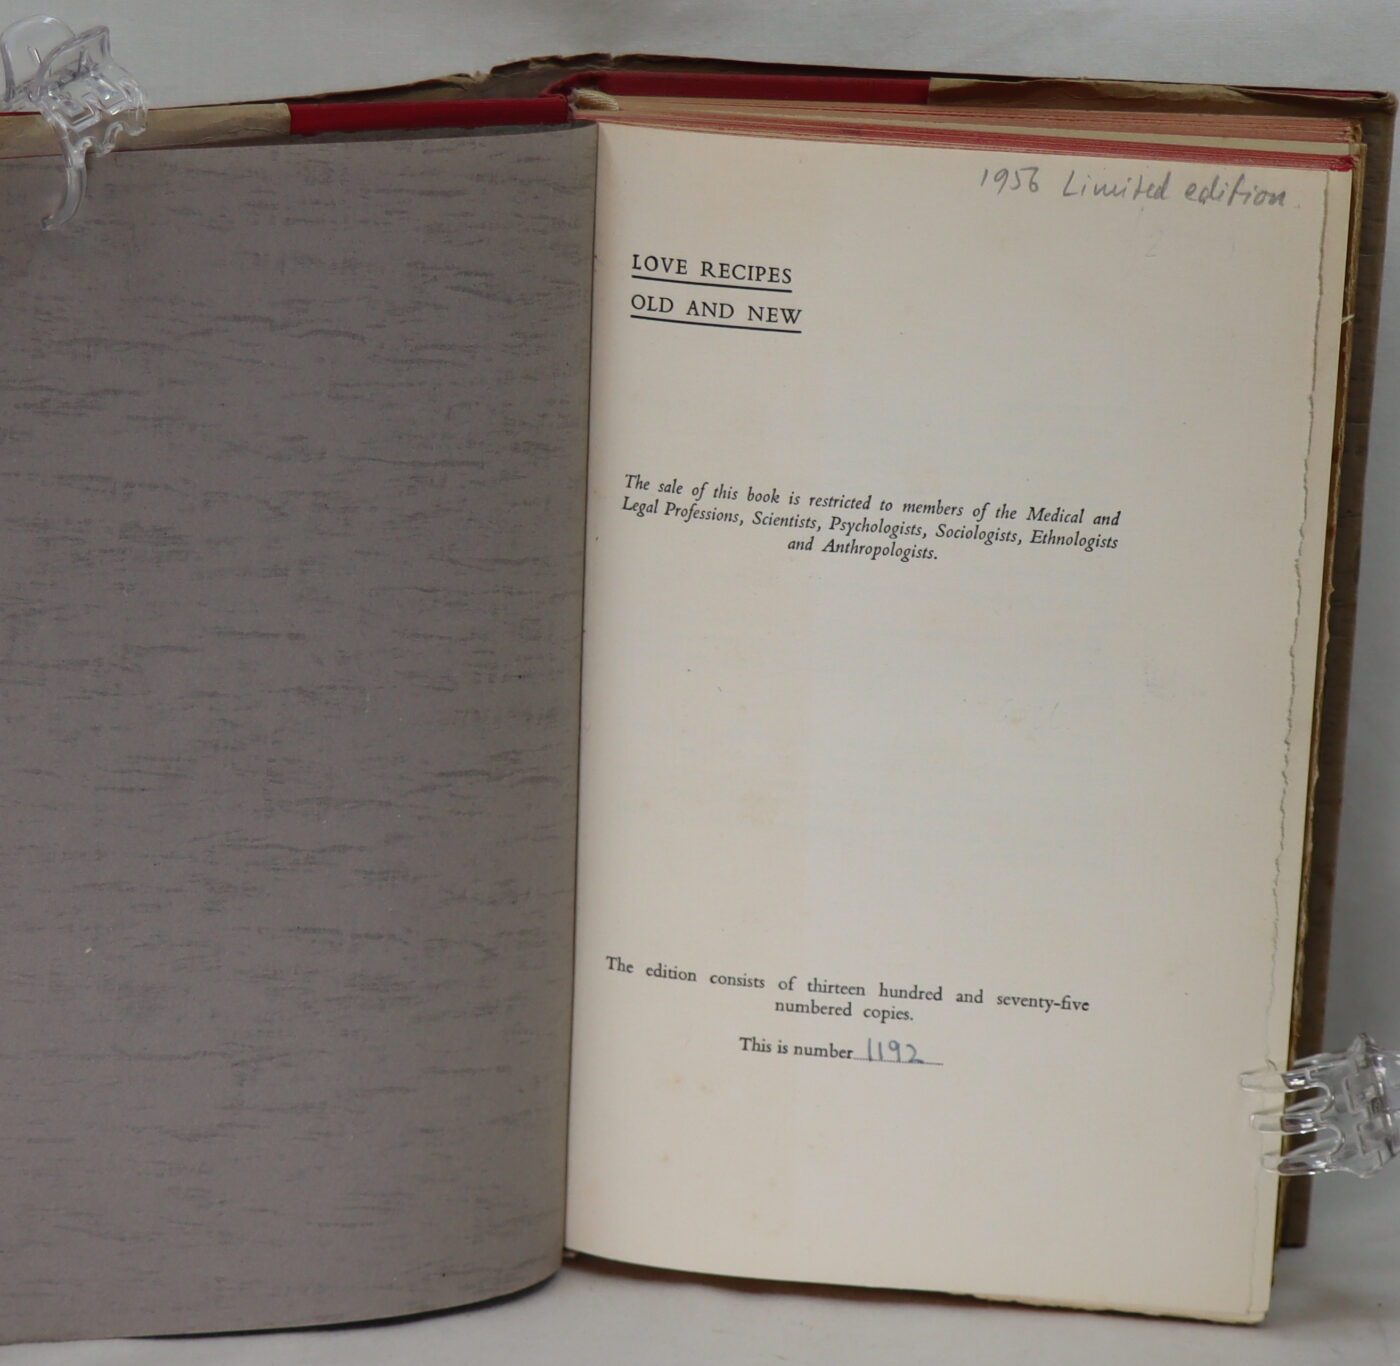 1956 Limited edition.
LOVE RECIPES
OLD AND NEW
The sale of this book is restricted to members of the Medical and
Legal Professions, Scientists, Psychologists, Sociologists, Ethnologists
and Anthropologists.
The edition consists of thirteen hundred and seventy-five
numbered copies.
This is number 1192